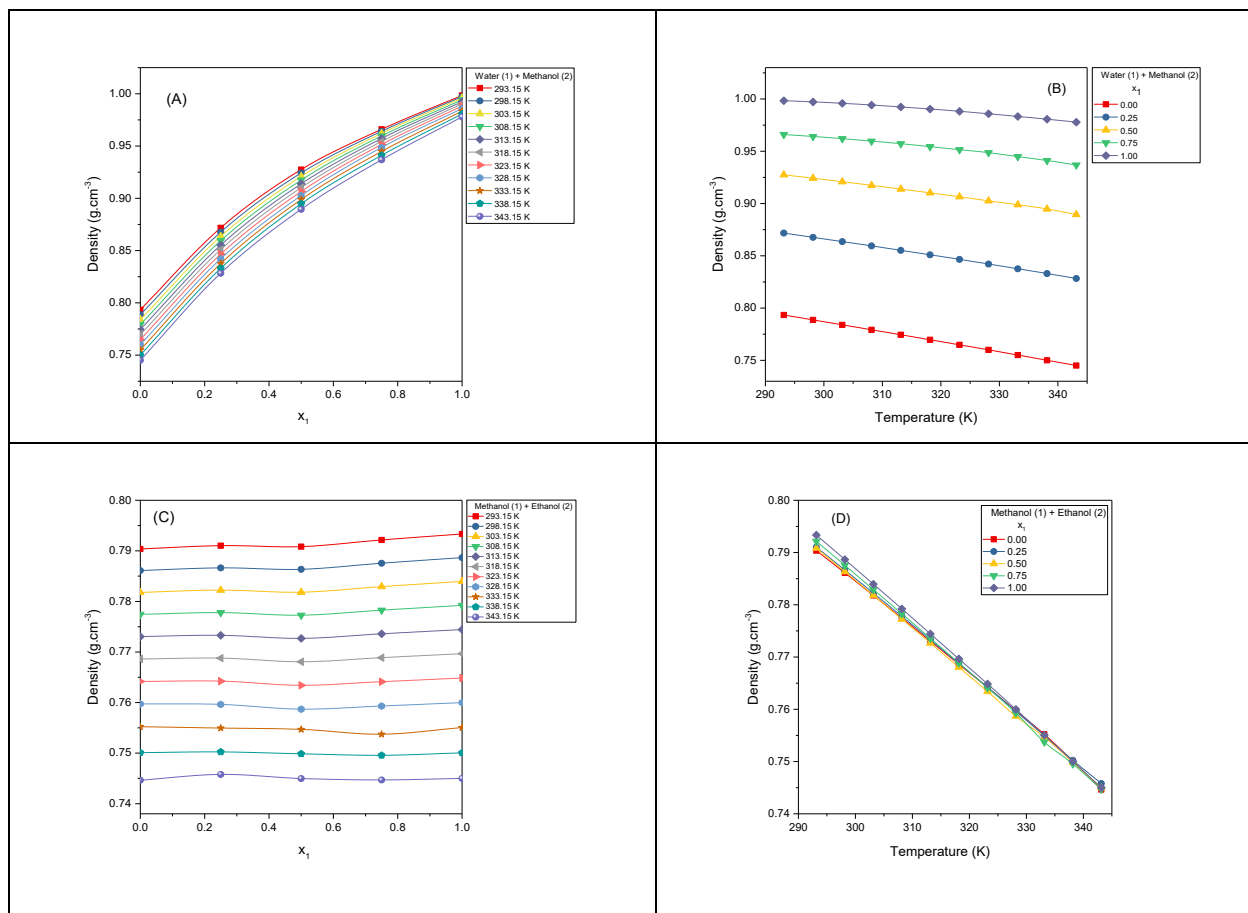 (A)
Water (1) + Methanol (2)
293.15 K
298.15 K
303.15 K
308.15 K
313.15 K
318.15 K
323.15 K
328.15 K
333.15 K
338.15 K
343.15 K
1.00
0.95
0.90
0.85
0.80
0.75
Density (g.cm-3)
0.0 0.2 0.4 0.6 0.8 1.0
x1
(B)
Water (1) + Methanol (2)
x1
0.00
0.25
0.50
0.75
1.00
1.00
0.95
0.90
0.85
0.80
0.75
Density (g.cm-3)
290 300 310 320 330 340
Temperature (K)
(C)
Methanol (1) + Ethanol (2)
293.15 K
298.15 K
303.15 K
308.15 K
313.15 K
318.15 K
323.15 K
328.15 K
333.15 K
338.15 K
343.15 K
0.80
0.79
0.78
0.77
0.76
0.75
0.74
Density (g.cm-3)
0.0 0.2 0.4 0.6 0.8 1.0
x1
(D)
Methanol (1) + Ethanol (2)
x1
0.00
0.25
0.50
0.75
1.00
0.80
0.79
0.78
0.77
0.76
0.75
0.74
Density (g.cm-3)
290 300 310 320 330 340
Temperature (K)